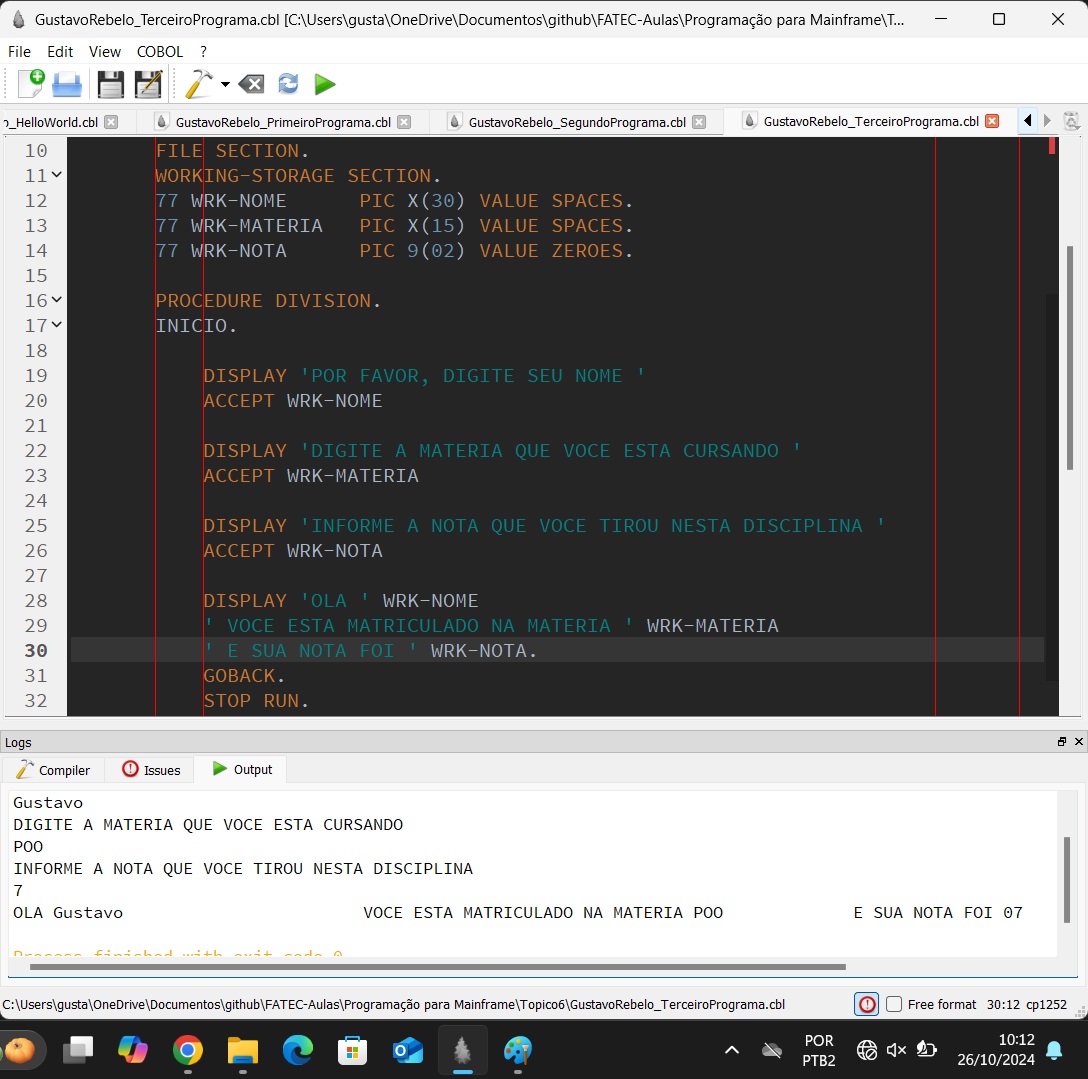 GustavoRebelo_TerceiroPrograma.cbl [C:\Users\gusta\OneDrive\Documentos\github\FATEC-Aulas\Programação para Mainframe\T...
File Edit View COBOL ?
o_HelloWorld.cbl GustavoRebelo_PrimeiroPrograma.cbl GustavoRebelo_SegundoPrograma.cbl GustavoRebelo_TerceiroPrograma.cbl
10 FILE SECTION.
11 WORKING-STORAGE SECTION.
12 77 WRK-NOME PIC X(30) VALUE SPACES.
13 77 WRK-MATERIA PIC X(15) VALUE SPACES.
14 77 WRK-NOTA PIC 9(02) VALUE ZEROES.
15
16 PROCEDURE DIVISION.
17 INICIO.
18
19 DISPLAY 'POR FAVOR, DIGITE SEU NOME '
20 ACCEPT WRK-NOME
21
22 DISPLAY 'DIGITE A MATERIA QUE VOCE ESTA CURSANDO '
23 ACCEPT WRK-MATERIA
24
25 DISPLAY 'INFORME A NOTA QUE VOCE TIROU NESTA DISCIPLINA '
26 ACCEPT WRK-NOTA
27
28 DISPLAY 'OLA ' WRK-NOME
29 ' VOCE ESTA MATRICULADO NA MATERIA ' WRK-MATERIA
30 ' E SUA NOTA FOI ' WRK-NOTA.
31 GOBACK.
32 STOP RUN.
Logs
Compiler Issues Output
Gustavo
DIGITE A MATERIA QUE VOCE ESTA CURSANDO
POO
INFORME A NOTA QUE VOCE TIROU NESTA DISCIPLINA
7
OLA Gustavo VOCE ESTA MATRICULADO NA MATERIA POO E SUA NOTA FOI 07
Process finished with exit code 0
C:\Users\gusta\OneDrive\Documentos\github\FATEC-Aulas\Programação para Mainframe\Topico6\GustavoRebelo_TerceiroPrograma.cbl Free format 30:12 cp1252
POR
PTB2
10:12
26/10/2024